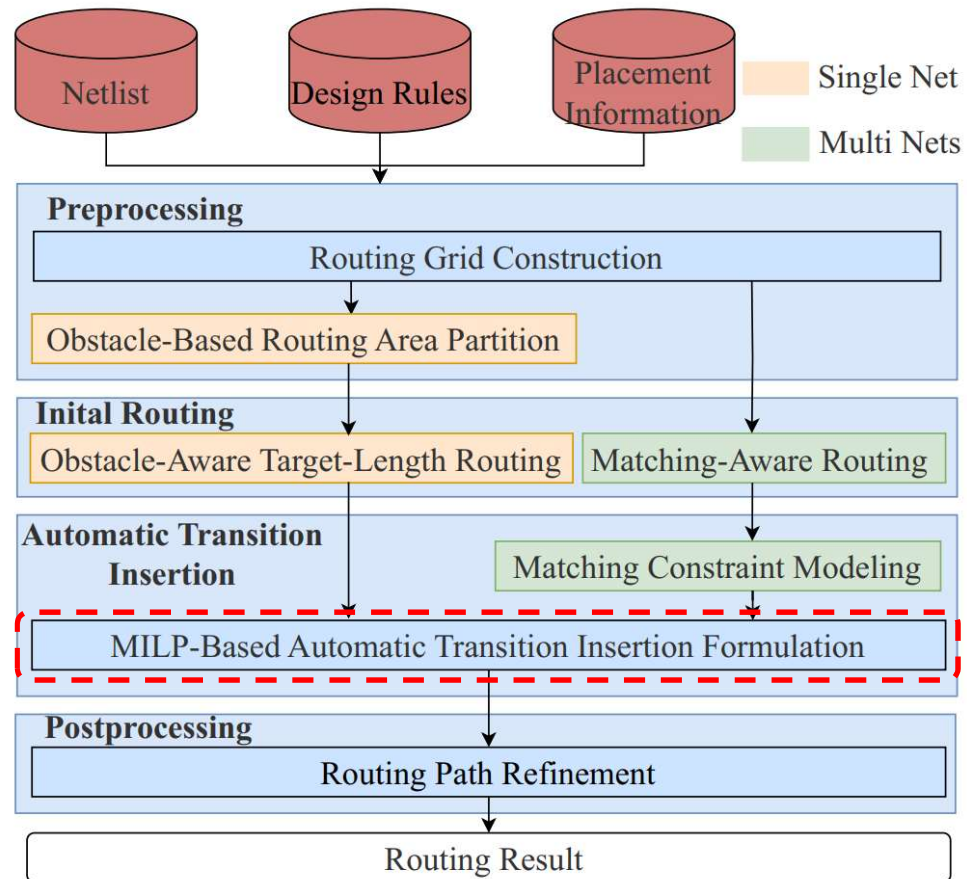 Netlist
Design Rules
Placement
Information
Single Net
Multi Nets
Preprocessing
Routing Grid Construction
Obstacle-Based Routing Area Partition
Inital Routing
Obstacle-Aware Target-Length Routing
Matching-Aware Routing
Automatic Transition
Insertion
Matching Constraint Modeling
MILP-Based Automatic Transition Insertion Formulation
Postprocessing
Routing Path Refinement
Routing Result